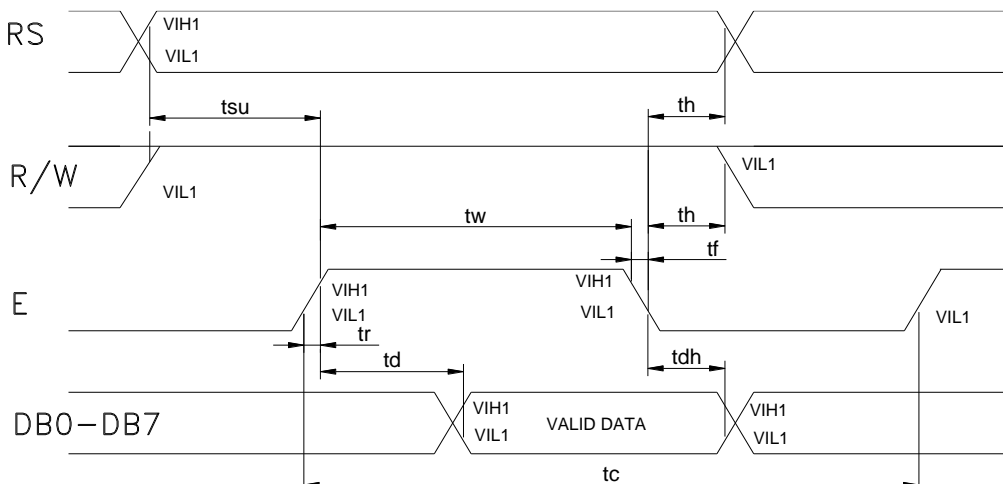 RS
VIH1
VIL1
tsu
th
R/W
VIL1
VIL1
tw
th
tf
E
VIH1
VIL1
VIH1
VIL1
VIL1
tr
td
tdh
DB0-DB7
VIH1
VIL1
VALID DATA
VIH1
VIL1
tc